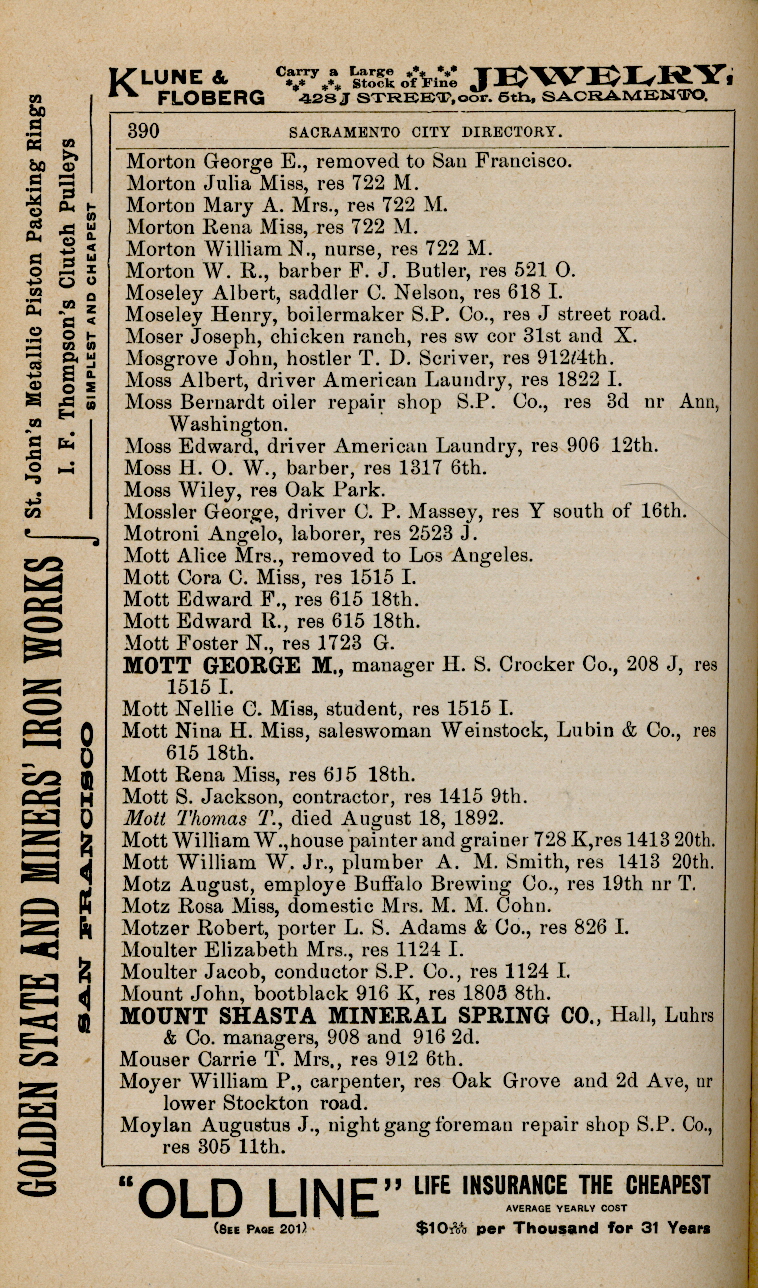 KLUNE & FLOBERG
Carry a Large Stock of Fine
JEWELRY,
428 J STREET, cor. 5th, SACRAMENTO.
390 SACRAMENTO CITY DIRECTORY.
Morton George E., removed to San Francisco.
Morton Julia Miss, res 722 M.
Morton Mary A. Mrs., res 722 M.
Morton Rena Miss, res 722 M.
Morton William N., nurse, res 722 M.
Morton W. R., barber F. J. Butler, res 521 O.
Moseley Albert, saddler C. Nelson, res 618 I.
Moseley Henry, boilermaker S.P. Co., res J street road.
Moser Joseph, chicken ranch, res sw cor 31st and X.
Mosgrove John, hostler T. D. Scriver, res 912 4th.
Moss Albert, driver American Laundry, res 1822 I.
Moss Bernardt oiler repair shop S.P. Co., res 3d nr Ann,
Washington.
Moss Edward, driver American Laundry, res 906 12th.
Moss H. O. W., barber, res 1317 6th.
Moss Wiley, res Oak Park.
Mossler George, driver C. P. Massey, res Y south of 16th.
Motroni Angelo, laborer, res 2523 J.
Mott Alice Mrs., removed to Los Angeles.
Mott Cora C. Miss, res 1515 I.
Mott Edward F., res 615 18th.
Mott Edward R., res 615 18th.
Mott Foster N., res 1723 G.
MOTT GEORGE M., manager H. S. Crocker Co., 208 J, res
1515 I.
Mott Nellie C. Miss, student, res 1515 I.
Mott Nina H. Miss, saleswoman Weinstock, Lubin & Co., res
615 18th.
Mott Rena Miss, res 615 18th.
Mott S. Jackson, contractor, res 1415 9th.
Mott Thomas T., died August 18, 1892.
Mott William W., house painter and grainer 728 K, res 1413 20th.
Mott William W. Jr., plumber A. M. Smith, res 1413 20th.
Motz August, employe Buffalo Brewing Co., res 19th nr T.
Motz Rosa Miss, domestic Mrs. M. M. Cohn.
Motzer Robert, porter L. S. Adams & Co., res 826 I.
Moulter Elizabeth Mrs., res 1124 I.
Moulter Jacob, conductor S.P. Co., res 1124 I.
Mount John, bootblack 916 K, res 1805 8th.
MOUNT SHASTA MINERAL SPRING CO., Hall, Luhrs
& Co. managers, 908 and 916 2d.
Mouser Carrie T. Mrs., res 912 6th.
Moyer William P., carpenter, res Oak Grove and 2d Ave, nr
lower Stockton road.
Moylan Augustus J., night gang foreman repair shop S.P. Co.,
res 305 11th.
"OLD LINE"
(SEE PAGE 201)
LIFE INSURANCE THE CHEAPEST
AVERAGE YEARLY COST
$10 per Thousand for 31 Years
GOLDEN STATE AND MINERS' IRON WORKS
SAN FRANCISCO
St. John's Metallic Piston Packing Rings
I. F. Thompson's Clutch Pulleys
SIMPLEST AND CHEAPEST